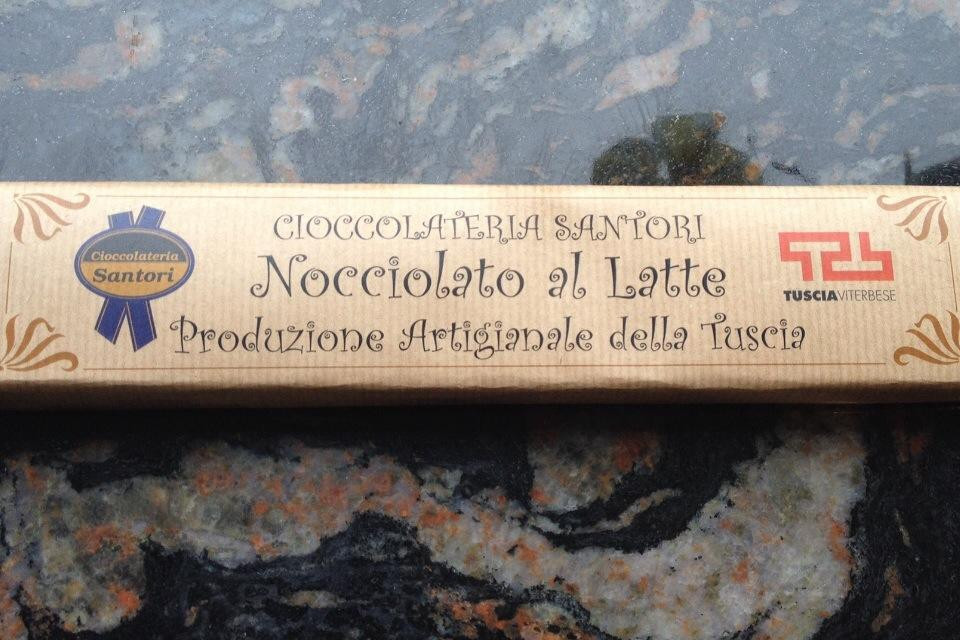 CIOCCOLATERIA SANTORI
Cioccolateria
Santori
Nocciolato al Latte
TUSCIAVITERBESE
Produzione Artigianale della Tuscia